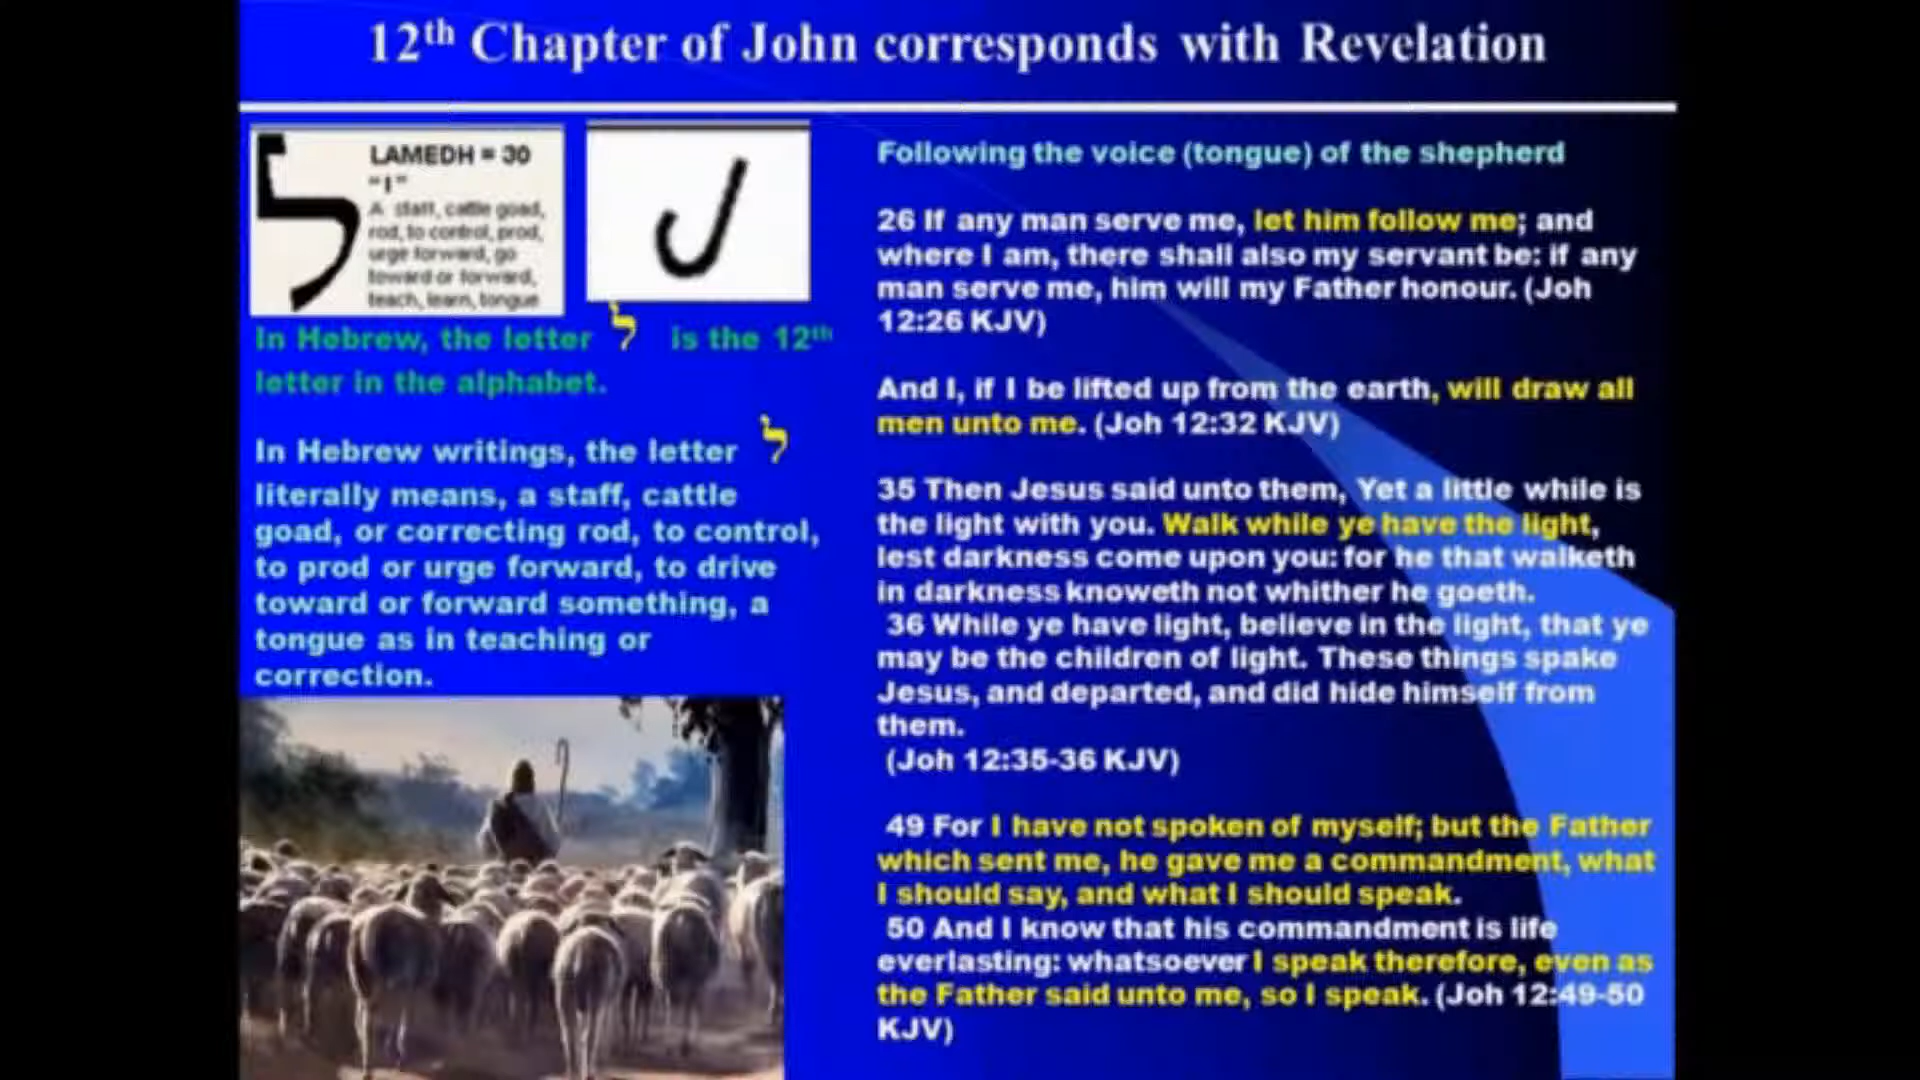 12th Chapter of John corresponds with Revelation
ל
LAMEDH = 30
"l"
A staff, cattle goad,
rod, to control, prod,
urge forward, go
toward or forward,
teach, learn, tongue
In Hebrew, the letter ל is the 12th
letter in the alphabet.
In Hebrew writings, the letter ל
literally means, a staff, cattle
goad, or correcting rod, to control,
to prod or urge forward, to drive
toward or forward something, a
tongue as in teaching or
correction.
Following the voice (tongue) of the shepherd
26 If any man serve me, let him follow me; and
where I am, there shall also my servant be: if any
man serve me, him will my Father honour. (Joh
12:26 KJV)
And I, if I be lifted up from the earth, will draw all
men unto me. (Joh 12:32 KJV)
35 Then Jesus said unto them, Yet a little while is
the light with you. Walk while ye have the light,
lest darkness come upon you: for he that walketh
in darkness knoweth not whither he goeth.
36 While ye have light, believe in the light, that ye
may be the children of light. These things spake
Jesus, and departed, and did hide himself from
them.
(Joh 12:35-36 KJV)
49 For I have not spoken of myself; but the Father
which sent me, he gave me a commandment, what
I should say, and what I should speak.
50 And I know that his commandment is life
everlasting: whatsoever I speak therefore, even as
the Father said unto me, so I speak. (Joh 12:49-50
KJV)